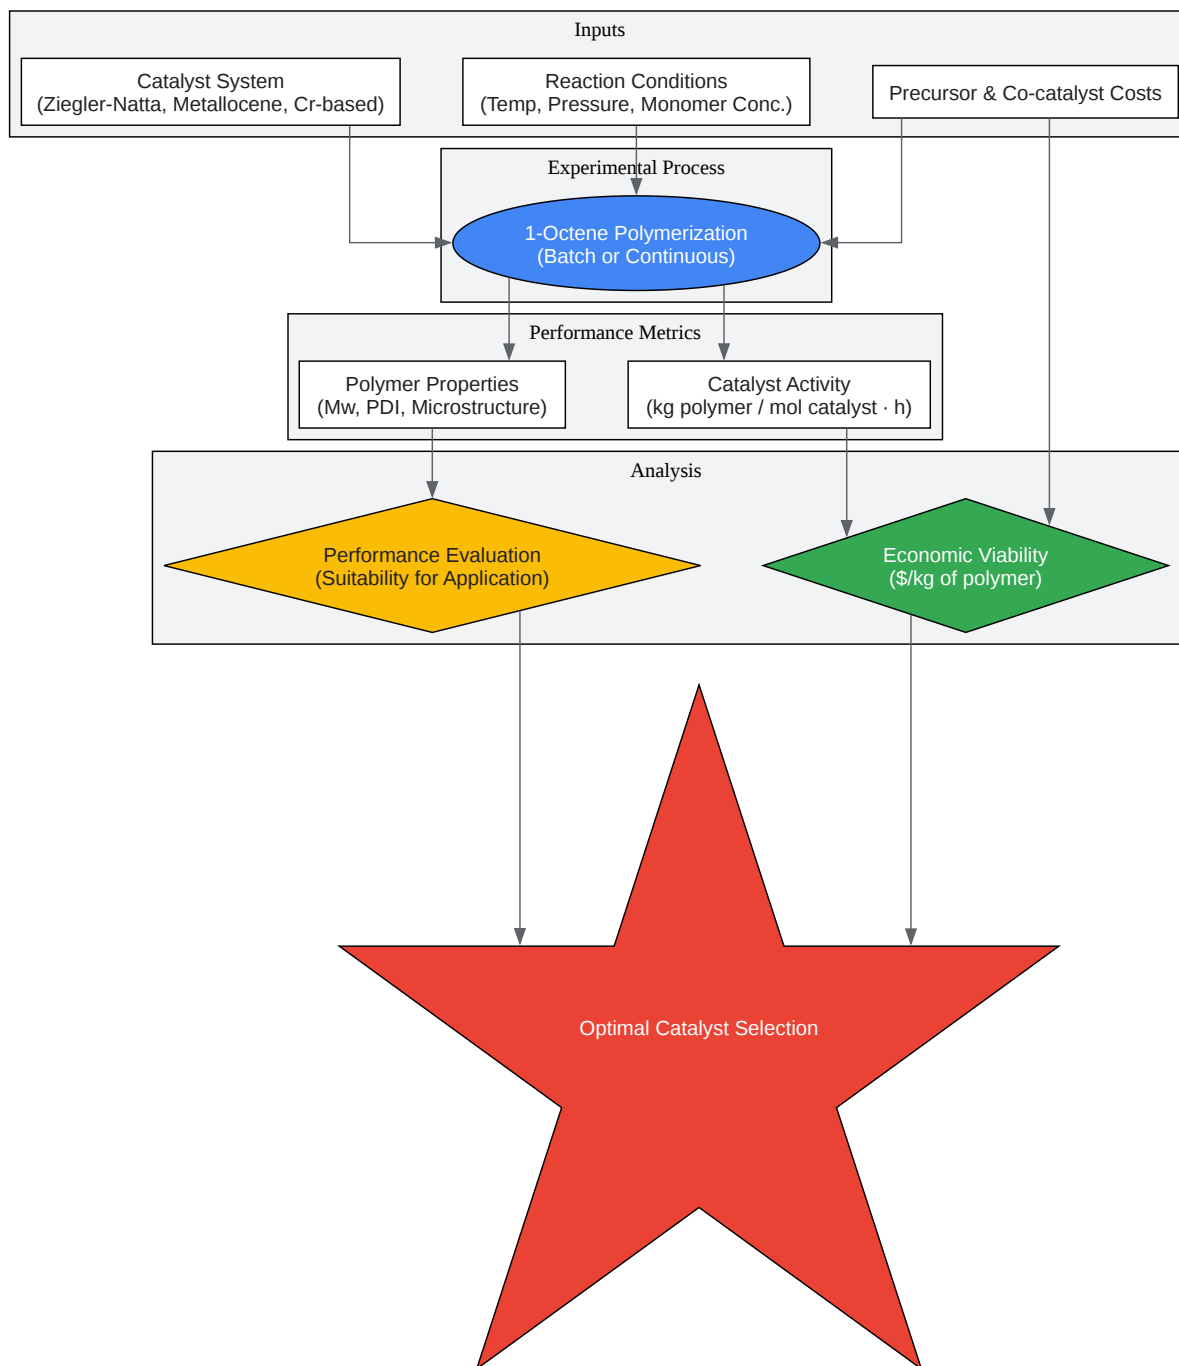 Inputs
Catalyst System
(Ziegler-Natta, Metallocene, Cr-based)
Reaction Conditions
(Temp, Pressure, Monomer Conc.)
Precursor & Co-catalyst Costs
Experimental Process
1-Octene Polymerization
(Batch or Continuous)
Performance Metrics
Polymer Properties
(Mw, PDI, Microstructure)
Catalyst Activity
(kg polymer / mol catalyst · h)
Analysis
Performance Evaluation
(Suitability for Application)
Economic Viability
($/kg of polymer)
Optimal Catalyst Selection